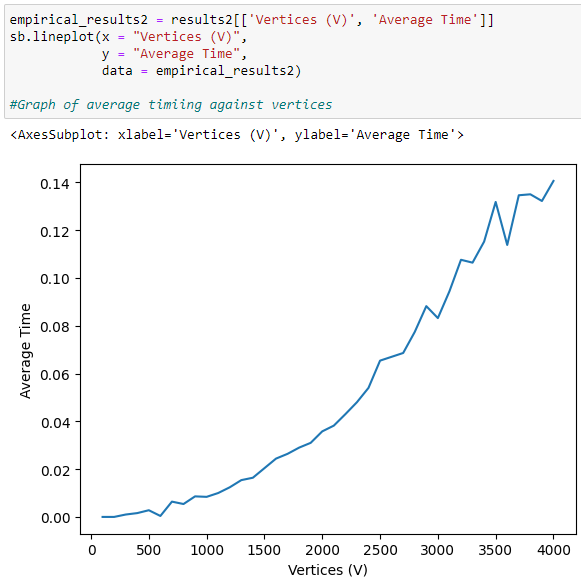 empirical_results2 = results2[['Vertices (V)', 'Average Time']]
sb.lineplot(x = "Vertices (V)",
y = "Average Time",
data = empirical_results2)
#Graph of average timiing against vertices
<AxesSubplot: xlabel='Vertices (V)', ylabel='Average Time'>
0.14
0.12
0.10
0.08
0.06
0.04
0.02
0.00
Average Time
0 500 1000 1500 2000 2500 3000 3500 4000
Vertices (V)